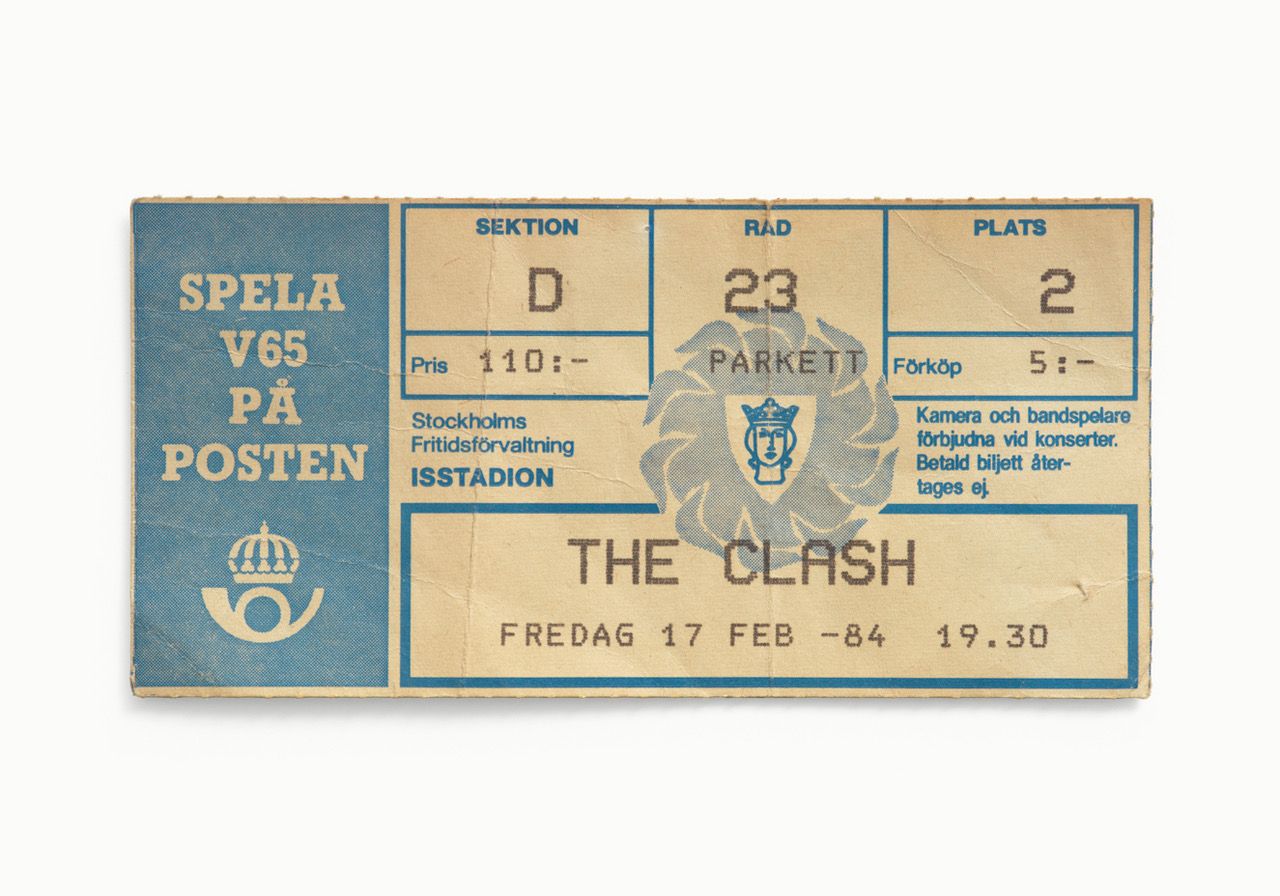 SPELA
V65
PÅ
POSTEN
SEKTION
D
RAD
23
PLATS
2
Pris 110:-
PARKETT
Förköp 5:-
Stockholms
Fritidsförvaltning
ISSTADION
Kamera och bandspelare
förbjudna vid konserter.
Betald biljett åter-
tages ej.
THE CLASH
FREDAG 17 FEB -84 19.30